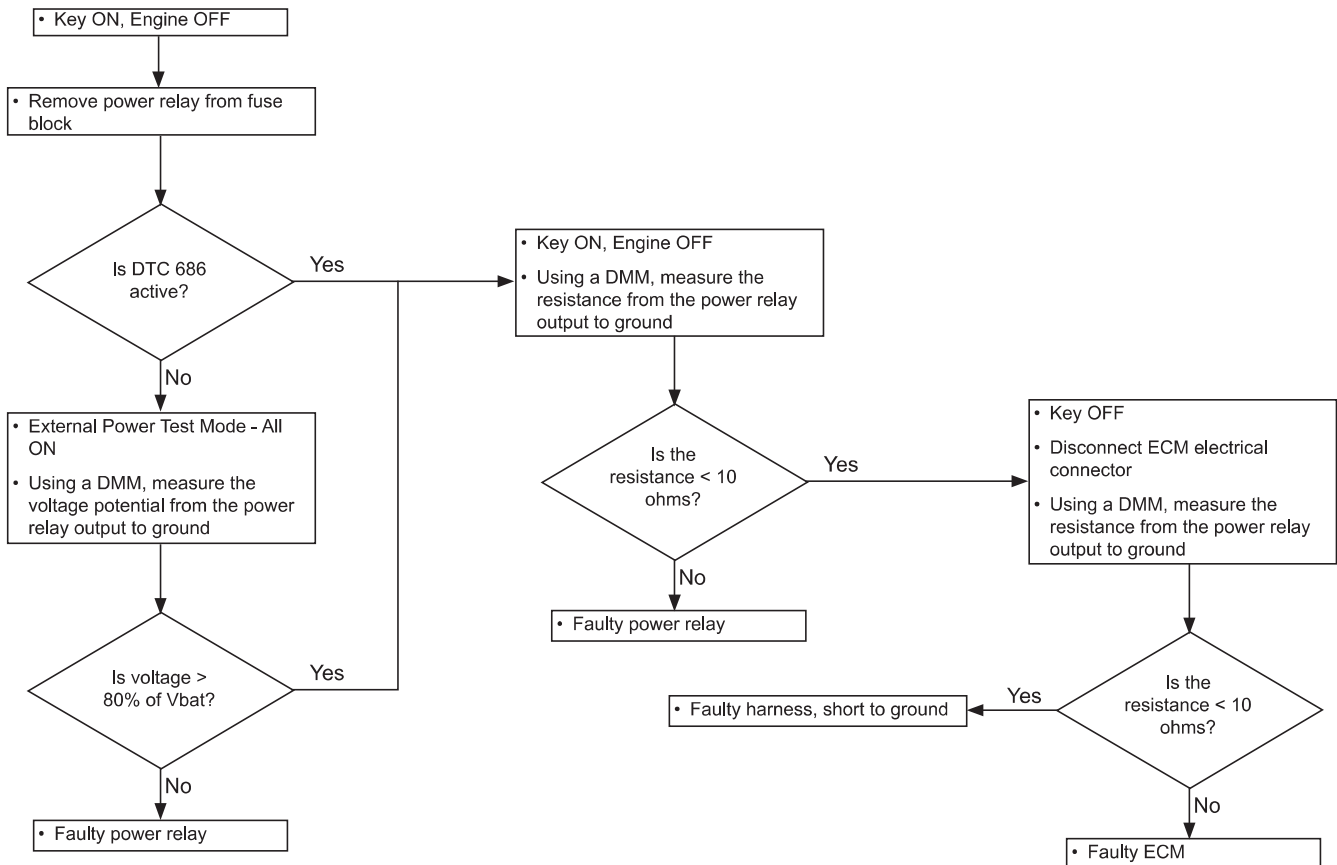 • Key ON, Engine OFF
• Remove power relay from fuse
block
Is DTC 686
active?
Yes
No
• External Power Test Mode - All
ON
• Using a DMM, measure the
voltage potential from the power
relay output to ground
Is voltage >
80% of Vbat?
Yes
No
• Faulty power relay
• Key ON, Engine OFF
• Using a DMM, measure the
resistance from the power relay
output to ground
Is the
resistance < 10
ohms?
Yes
No
• Faulty power relay
• Key OFF
• Disconnect ECM electrical
connector
• Using a DMM, measure the
resistance from the power relay
output to ground
Is the
resistance < 10
ohms?
Yes
• Faulty harness, short to ground
No
• Faulty ECM